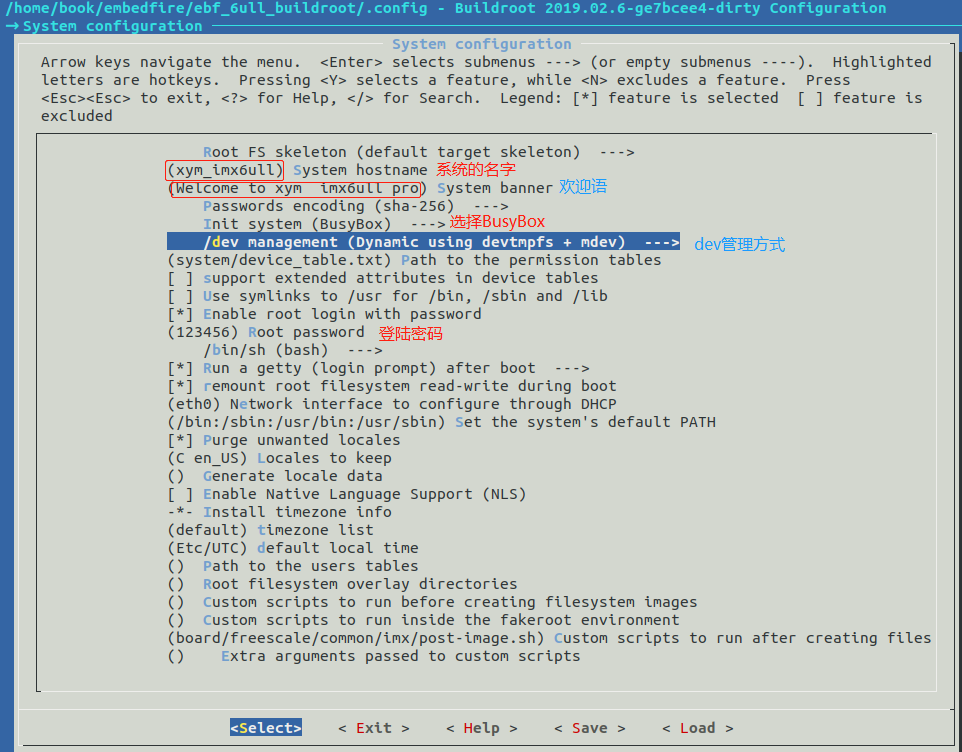 /home/book/embedfire/ebf_6ull_buildroot/.config - Buildroot 2019.02.6-ge7bcee4-dirty Configuration
→ System configuration
System configuration
Arrow keys navigate the menu.  <Enter> selects submenus ---> (or empty submenus ----).  Highlighted
letters are hotkeys.  Pressing <Y> selects a feature, while <N> excludes a feature.  Press
<Esc><Esc> to exit, <?> for Help, </> for Search.  Legend: [*] feature is selected  [ ] feature is
excluded
Root FS skeleton (default target skeleton)  --->
(xym_imx6ull) System hostname 系统的名字
(Welcome to xym  imx6ull pro) System banner 欢迎语
Passwords encoding (sha-256)  --->
Init system (BusyBox)  ---> 选择BusyBox
/dev management (Dynamic using devtmpfs + mdev)  ---> dev管理方式
(system/device_table.txt) Path to the permission tables
[ ] support extended attributes in device tables
[ ] Use symlinks to /usr for /bin, /sbin and /lib
[*] Enable root login with password
(123456) Root password 登陆密码
/bin/sh (bash)  --->
[*] Run a getty (login prompt) after boot  --->
[*] remount root filesystem read-write during boot
(eth0) Network interface to configure through DHCP
(/bin:/sbin:/usr/bin:/usr/sbin) Set the system's default PATH
[*] Purge unwanted locales
(C en_US) Locales to keep
()  Generate locale data
[ ] Enable Native Language Support (NLS)
-*- Install timezone info
(default) timezone list
(Etc/UTC) default local time
()  Path to the users tables
()  Root filesystem overlay directories
()  Custom scripts to run before creating filesystem images
()  Custom scripts to run inside the fakeroot environment
(board/freescale/common/imx/post-image.sh) Custom scripts to run after creating files
()    Extra arguments passed to custom scripts
<Select>    < Exit >    < Help >    < Save >    < Load >